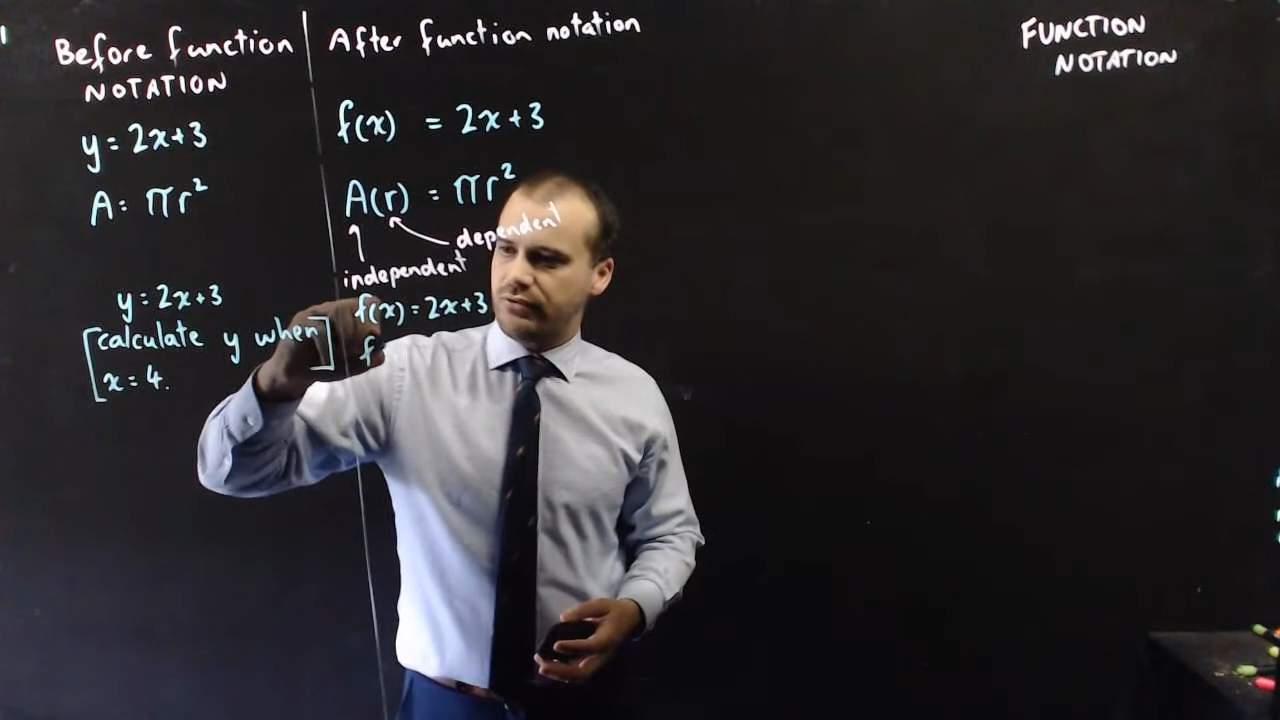 Before function
NOTATION
y = 2x+3
A = πr²
y = 2x+3
[calculate y when]
x = 4.
After function notation
f(x) = 2x+3
A(r) = πr²
dependent
independent
f(x) = 2x+3
f
FUNCTION
NOTATION